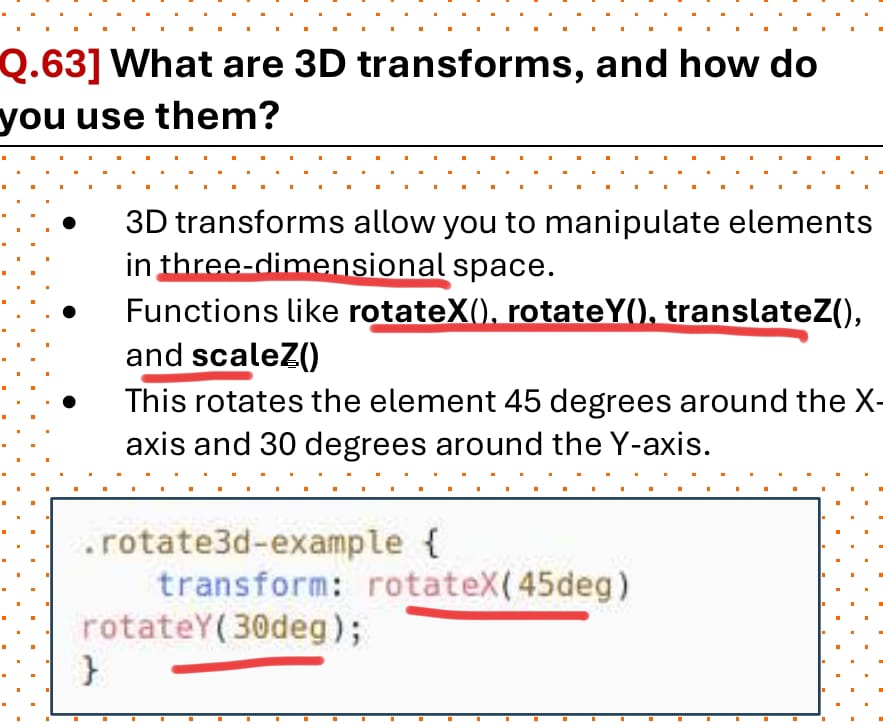 Q.63] What are 3D transforms, and how do
you use them?
• 3D transforms allow you to manipulate elements
in three-dimensional space.
• Functions like rotateX(), rotateY(), translateZ(),
and scaleZ()
• This rotates the element 45 degrees around the X-
axis and 30 degrees around the Y-axis.
.rotate3d-example {
transform: rotateX(45deg)
rotateY(30deg);
}